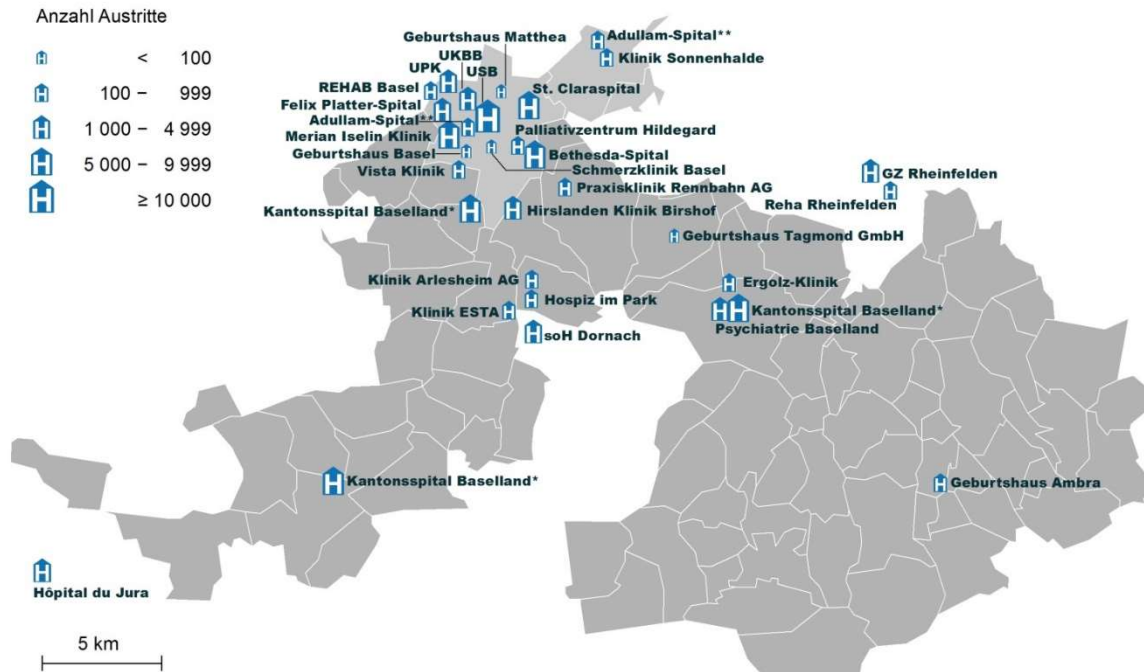 Anzahl Austritte
< 100
100 – 999
1 000 – 4 999
5 000 – 9 999
≥ 10 000
Geburtshaus Matthea
Adullam-Spital**
Klinik Sonnenhalde
UKBB
UPK
USB
REHAB Basel
St. Claraspital
Felix Platter-Spital
Adullam-Spital**
Merian Iselin Klinik
Palliativzentrum Hildegard
Geburtshaus Basel
Bethesda-Spital
Vista Klinik
Schmerzklinik Basel
GZ Rheinfelden
Praxisklinik Rennbahn AG
Reha Rheinfelden
Kantonsspital Baselland*
Hirslanden Klinik Birshof
Geburtshaus Tagmond GmbH
Klinik Arlesheim AG
Ergolz-Klinik
Hospiz im Park
Klinik ESTA
Kantonsspital Baselland*
Psychiatrie Baselland
soH Dornach
Kantonsspital Baselland*
Geburtshaus Ambra
Hôpital du Jura
5 km